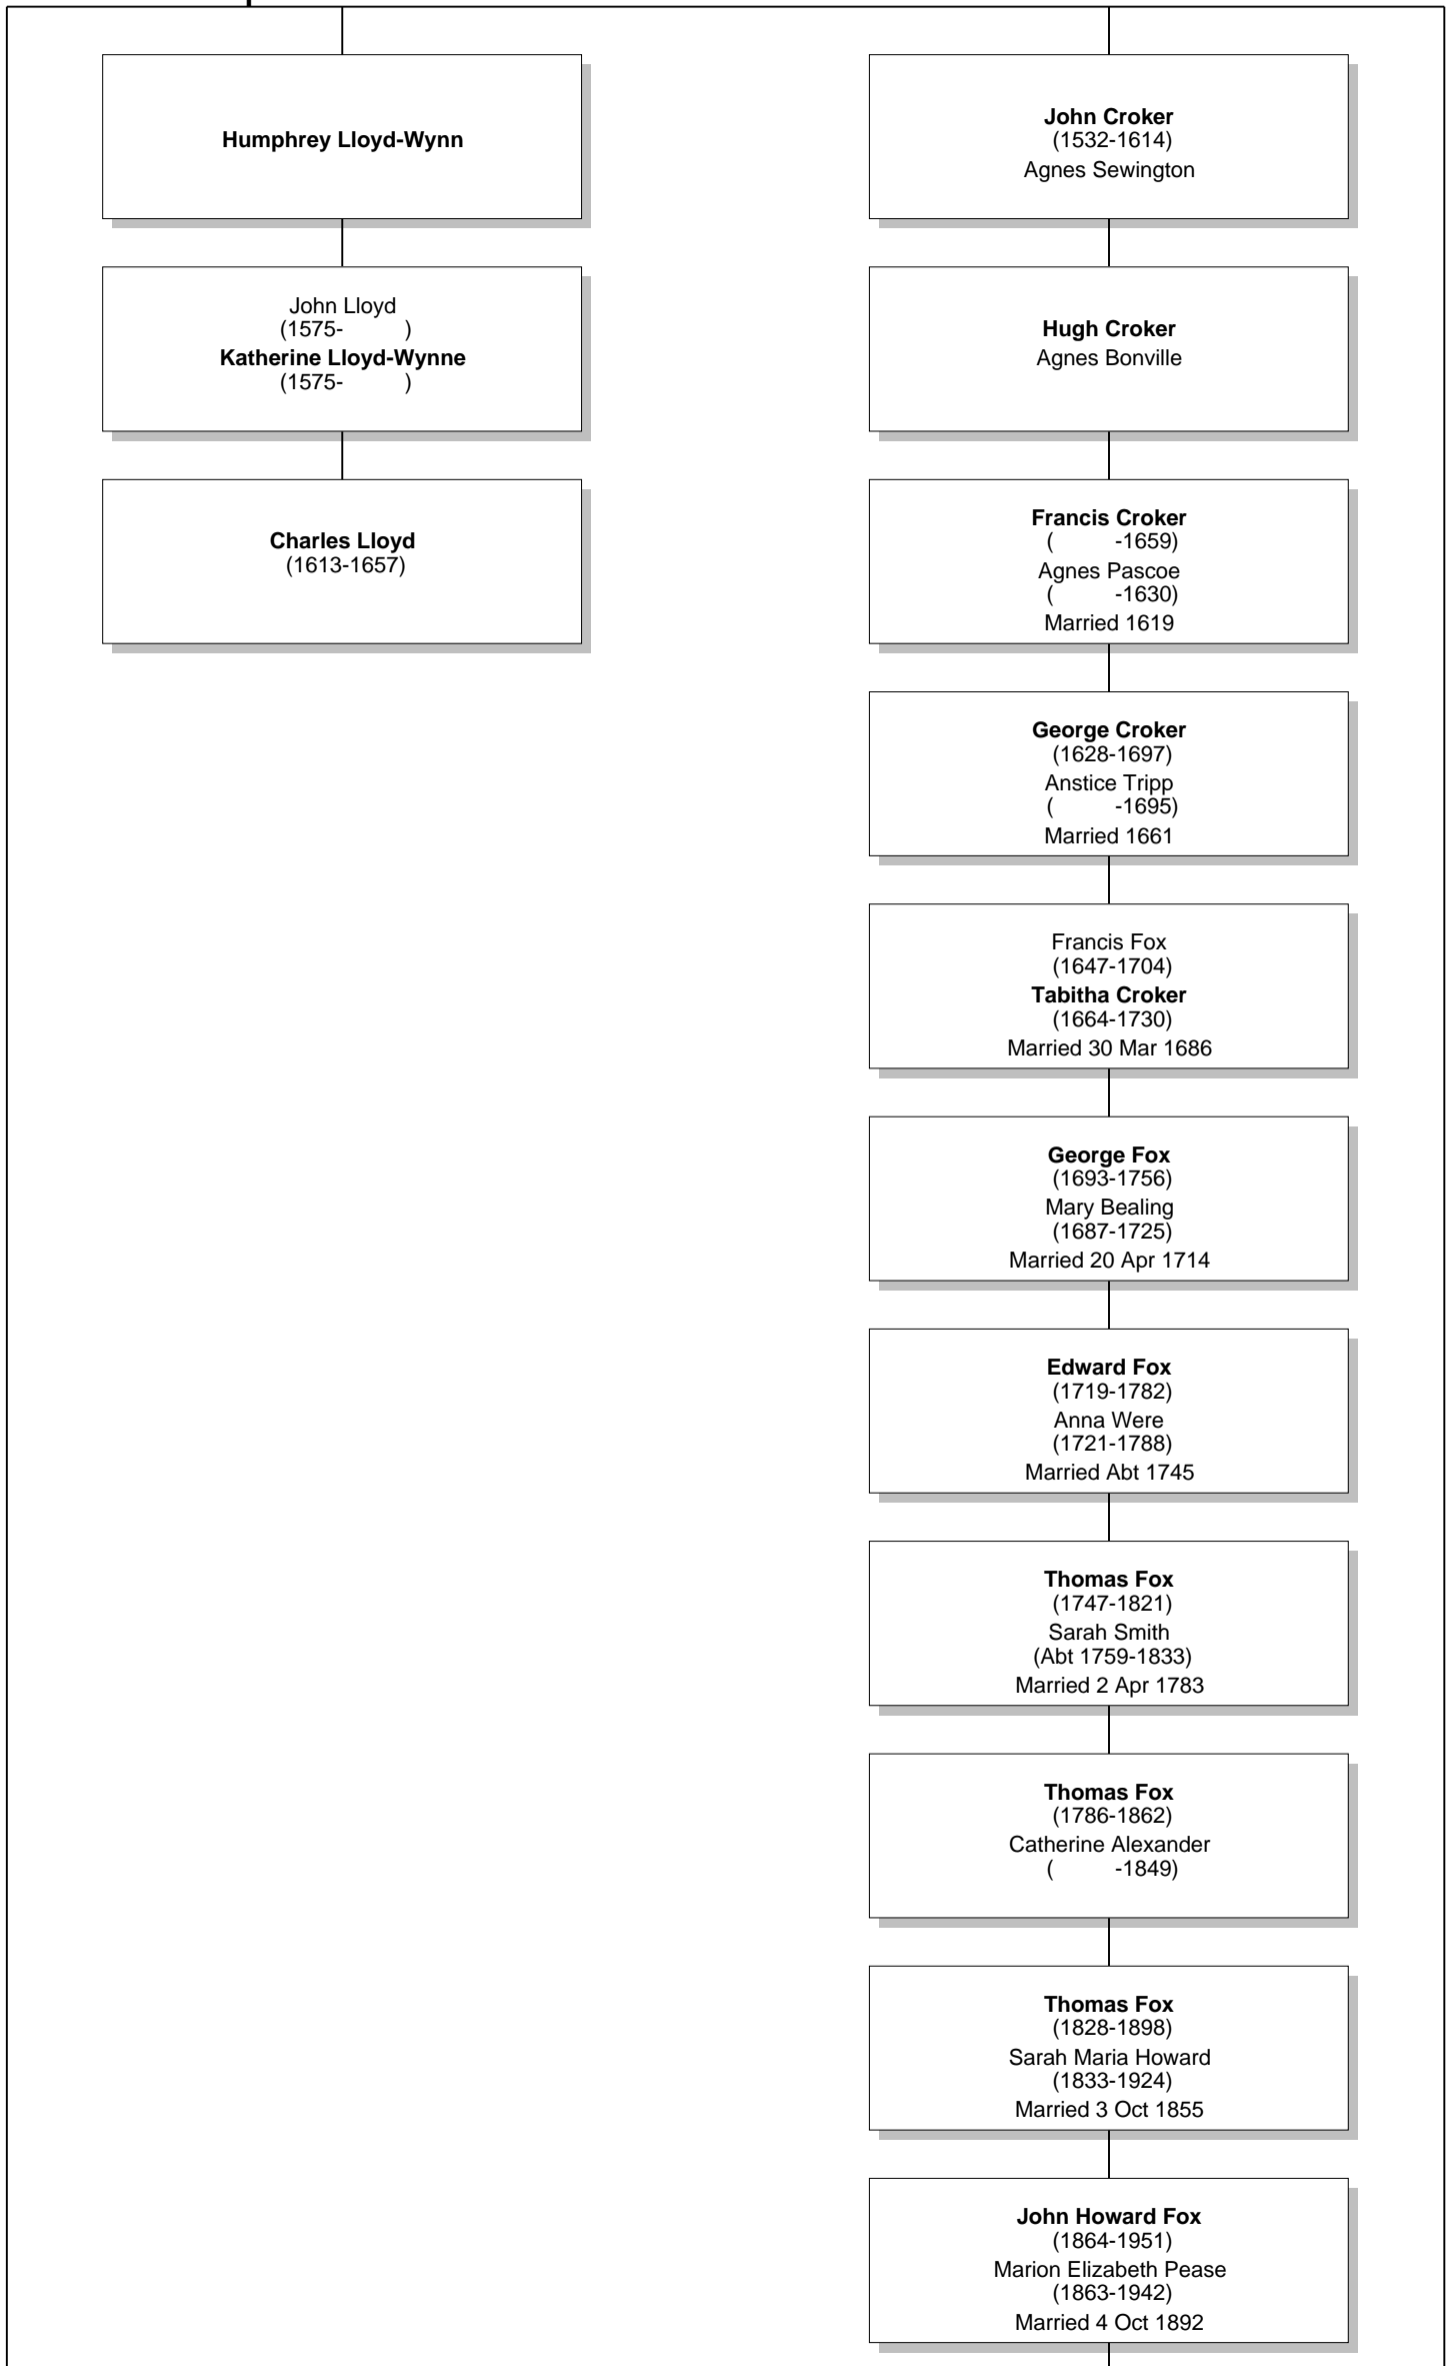 Humphrey Lloyd-Wynn
John Lloyd
(1575- )
Katherine Lloyd-Wynne
(1575- )
Charles Lloyd
(1613-1657)
John Croker
(1532-1614)
Agnes Sewington
Hugh Croker
Agnes Bonville
Francis Croker
( -1659)
Agnes Pascoe
( -1630)
Married 1619
George Croker
(1628-1697)
Anstice Tripp
( -1695)
Married 1661
Francis Fox
(1647-1704)
Tabitha Croker
(1664-1730)
Married 30 Mar 1686
George Fox
(1693-1756)
Mary Bealing
(1687-1725)
Married 20 Apr 1714
Edward Fox
(1719-1782)
Anna Were
(1721-1788)
Married Abt 1745
Thomas Fox
(1747-1821)
Sarah Smith
(Abt 1759-1833)
Married 2 Apr 1783
Thomas Fox
(1786-1862)
Catherine Alexander
( -1849)
Thomas Fox
(1828-1898)
Sarah Maria Howard
(1833-1924)
Married 3 Oct 1855
John Howard Fox
(1864-1951)
Marion Elizabeth Pease
(1863-1942)
Married 4 Oct 1892